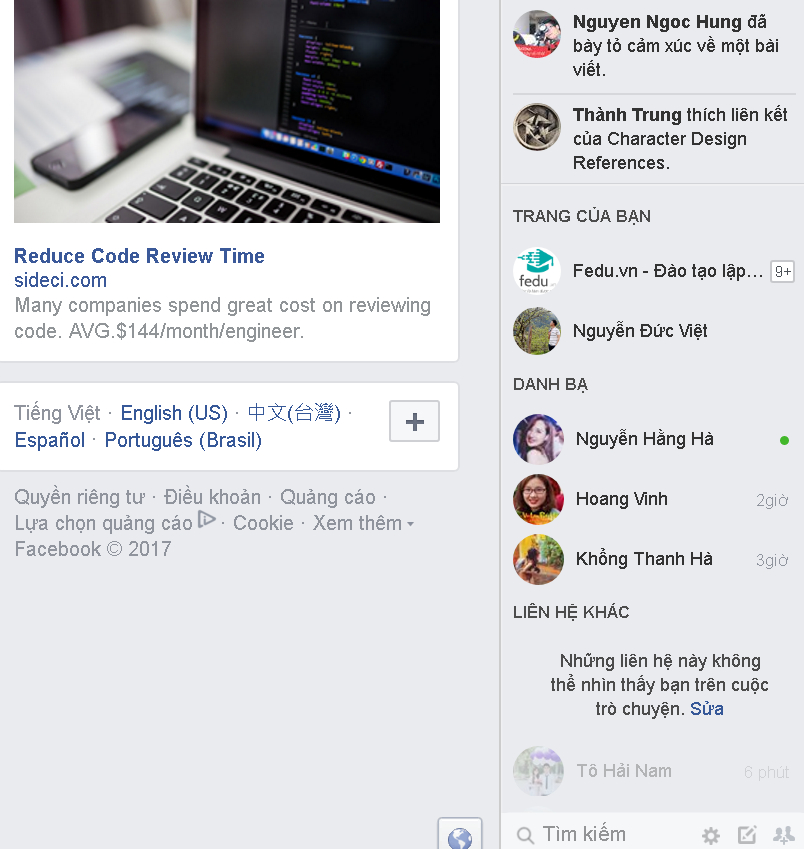 Reduce Code Review Time
sideci.com
Many companies spend great cost on reviewing
code. AVG.$144/month/engineer.
Tiếng Việt · English (US) · 中文(台灣) ·
Español · Português (Brasil)
Quyền riêng tư · Điều khoản · Quảng cáo ·
Lựa chọn quảng cáo · Cookie · Xem thêm
Facebook © 2017
Nguyen Ngoc Hung đã
bày tỏ cảm xúc về một bài
viết.
Thành Trung thích liên kết
của Character Design
References.
TRANG CỦA BẠN
fedu
Fedu.vn - Đào tạo lập... 9+
Nguyễn Đức Việt
DANH BẠ
Nguyễn Hằng Hà
Hoang Vinh 2giờ
Khổng Thanh Hà 3giờ
LIÊN HỆ KHÁC
Những liên hệ này không
thể nhìn thấy bạn trên cuộc
trò chuyện. Sửa
Tô Hải Nam 6 phút
Tìm kiếm